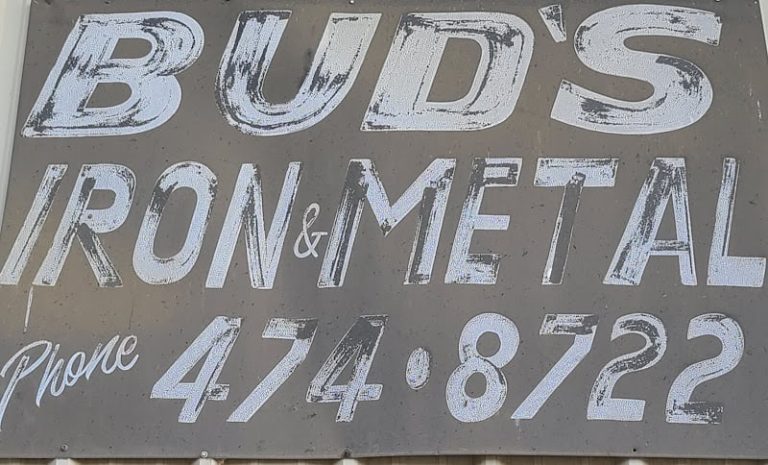 BUD'S
IRON & METAL
Phone 474·8722